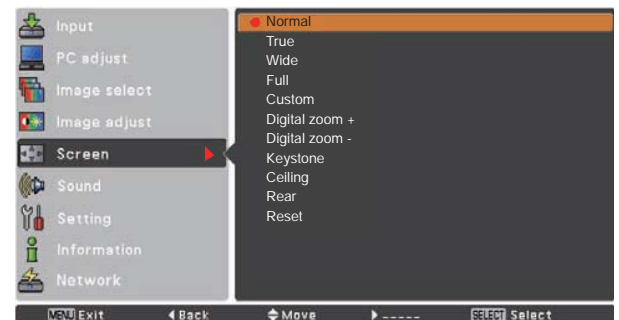 Input
PC adjust
Image select
Image adjust
Screen
Sound
Setting
Information
Network
Normal
True
Wide
Full
Custom
Digital zoom +
Digital zoom -
Keystone
Ceiling
Rear
Reset
MENU Exit ◀Back ◆Move ▶----- SELECT Select